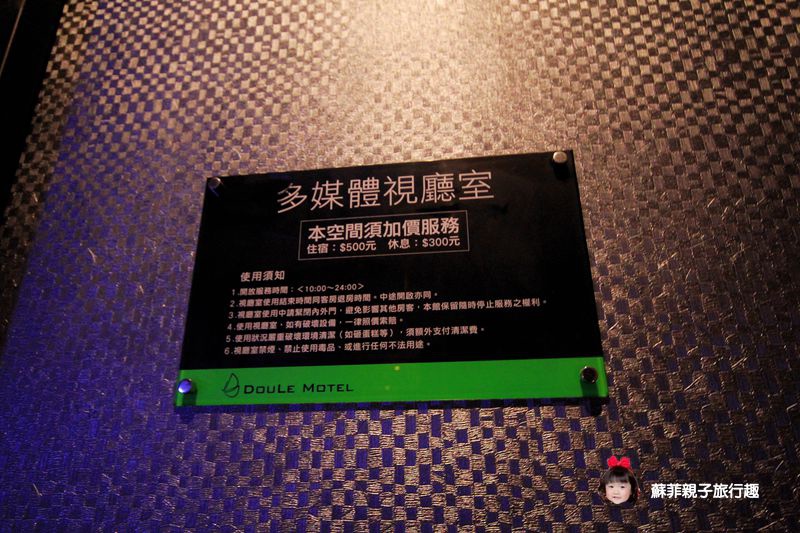 多媒體視廳室
本空間須加價服務
住宿：$500元 休息：$300元
使用須知
1.開放服務時間：＜10:00～24:00＞
2.視廳室使用結束時間同客房退房時間。中途開啟亦同。
3.視廳室使用中請緊閉內外門，避免影響其他房客，本館保留隨時停止服務之權利。
4.使用視廳室，如有破壞設備，一律照價索賠。
5.使用狀況嚴重破壞環境清潔（如砸蛋糕等），須額外支付清潔費。
6.視廳室禁煙、禁止使用毒品、或進行任何不法用途。
DOULE MOTEL
蘇菲親子旅行趣